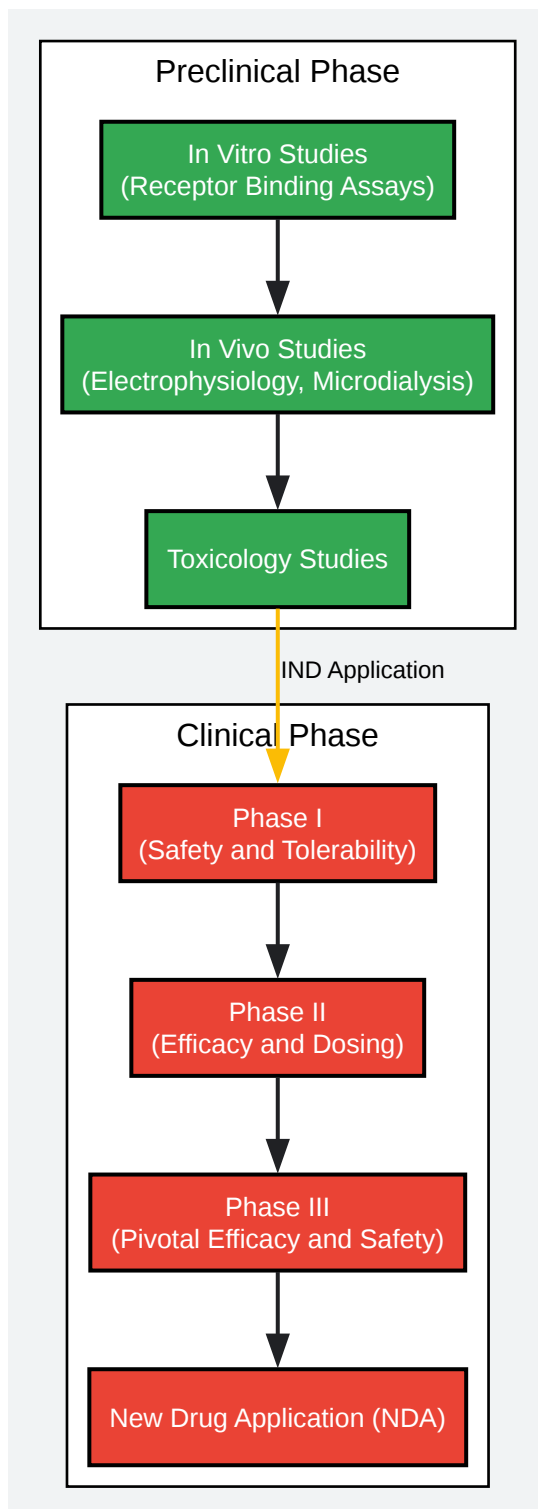 Preclinical Phase
In Vitro Studies
(Receptor Binding Assays)
In Vivo Studies
(Electrophysiology, Microdialysis)
Toxicology Studies
IND Application
Clinical Phase
Phase I
(Safety and Tolerability)
Phase II
(Efficacy and Dosing)
Phase III
(Pivotal Efficacy and Safety)
New Drug Application (NDA)